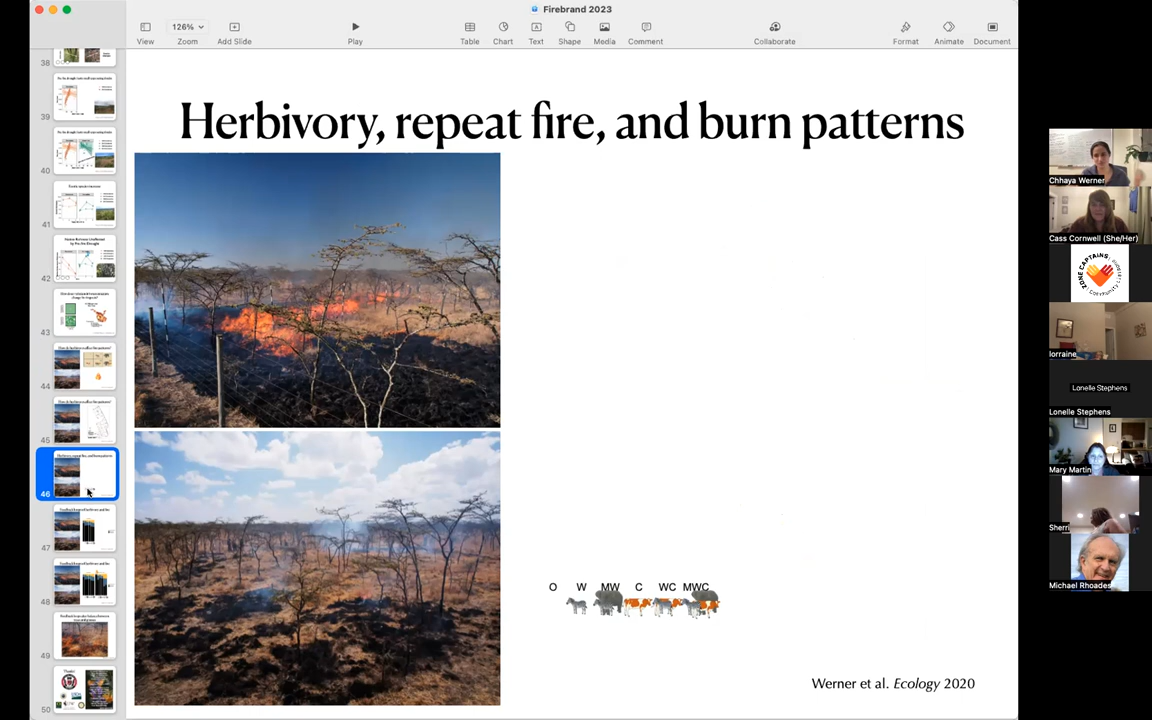 Firebrand 2023
126%
View
Zoom
Add Slide
Play
Table
Chart
Text
Shape
Media
Comment
Collaborate
Format
Animate
Document
38
39
40
41
42
43
44
45
46
47
48
49
50
Herbivory, repeat fire, and burn patterns
O W MW C WC MWC
Werner et al. Ecology 2020
Chhaya Werner
Cass Cornwell (She/Her)
ZONE CAPTAINS
lorraine
Lonelle Stephens
Lonelle Stephens
Mary Martin
Sherri
Michael Rhoades